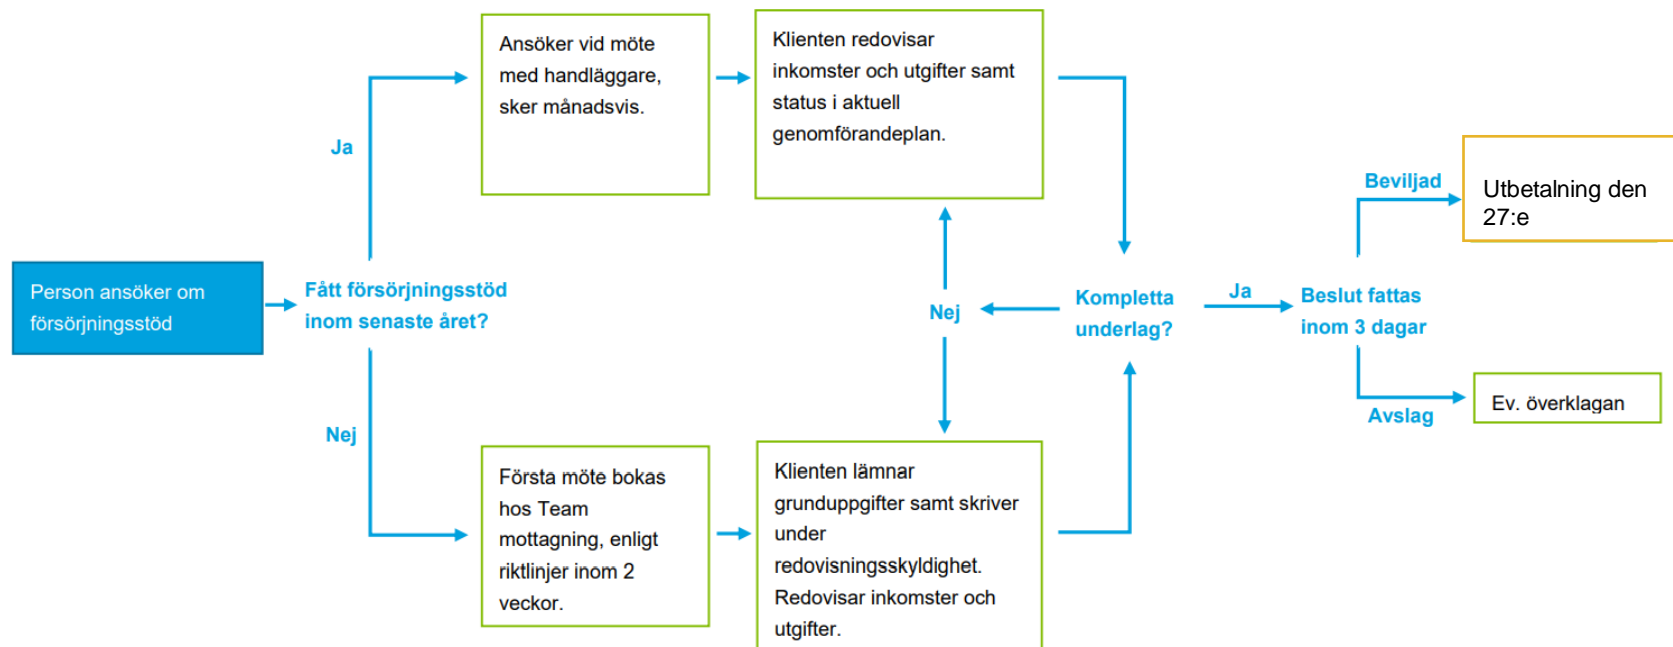 Person ansöker om
försörjningsstöd
Fått försörjningsstöd
inom senaste året?
Ja
Ansöker vid möte
med handläggare,
sker månadsvis.
Klienten redovisar
inkomster och utgifter samt
status i aktuell
genomförandeplan.
Nej
Första möte bokas
hos Team
mottagning, enligt
riktlinjer inom 2
veckor.
Klienten lämnar
grunduppgifter samt skriver
under
redovisningsskyldighet.
Redovisar inkomster och
utgifter.
Nej
Kompletta
underlag?
Ja
Beslut fattas
inom 3 dagar
Beviljad
Utbetalning den
27:e
Avslag
Ev. överklagan